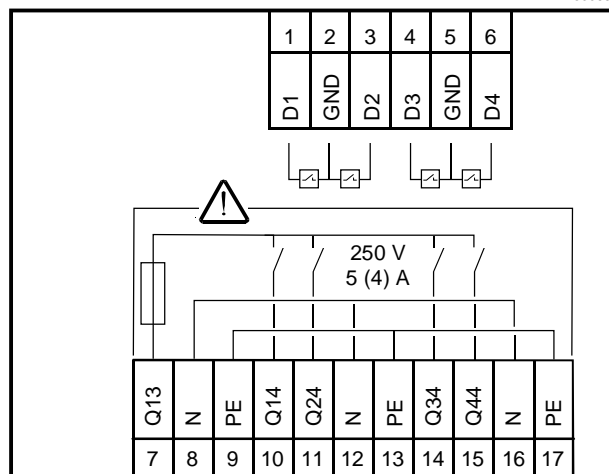 1 2 3 4 5 6
D1 GND D2 D3 GND D4
!
250 V
5 (4) A
Q13 N PE Q14 Q24 N PE Q34 Q44 N PE
7 8 9 10 11 12 13 14 15 16 17